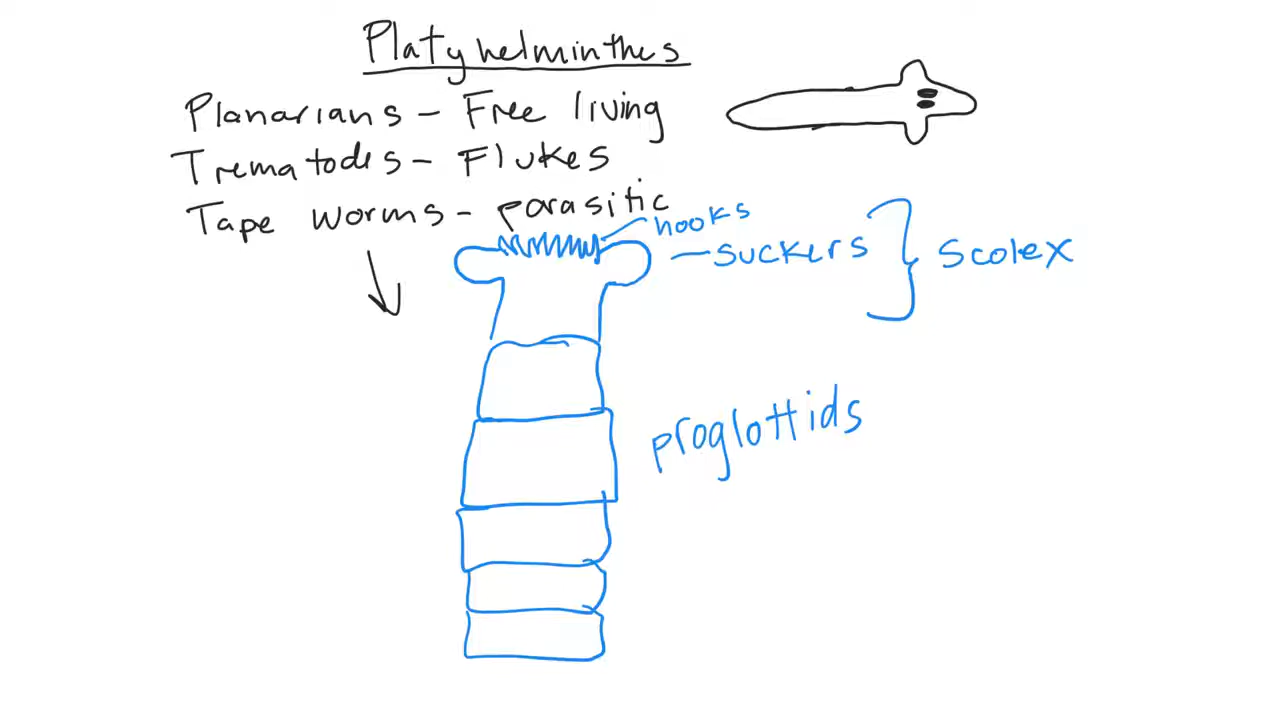 Platyhelminthes
Planarians - Free living
Trematodes - Flukes
Tape worms - parasitic
hooks
suckers
scolex
proglottids